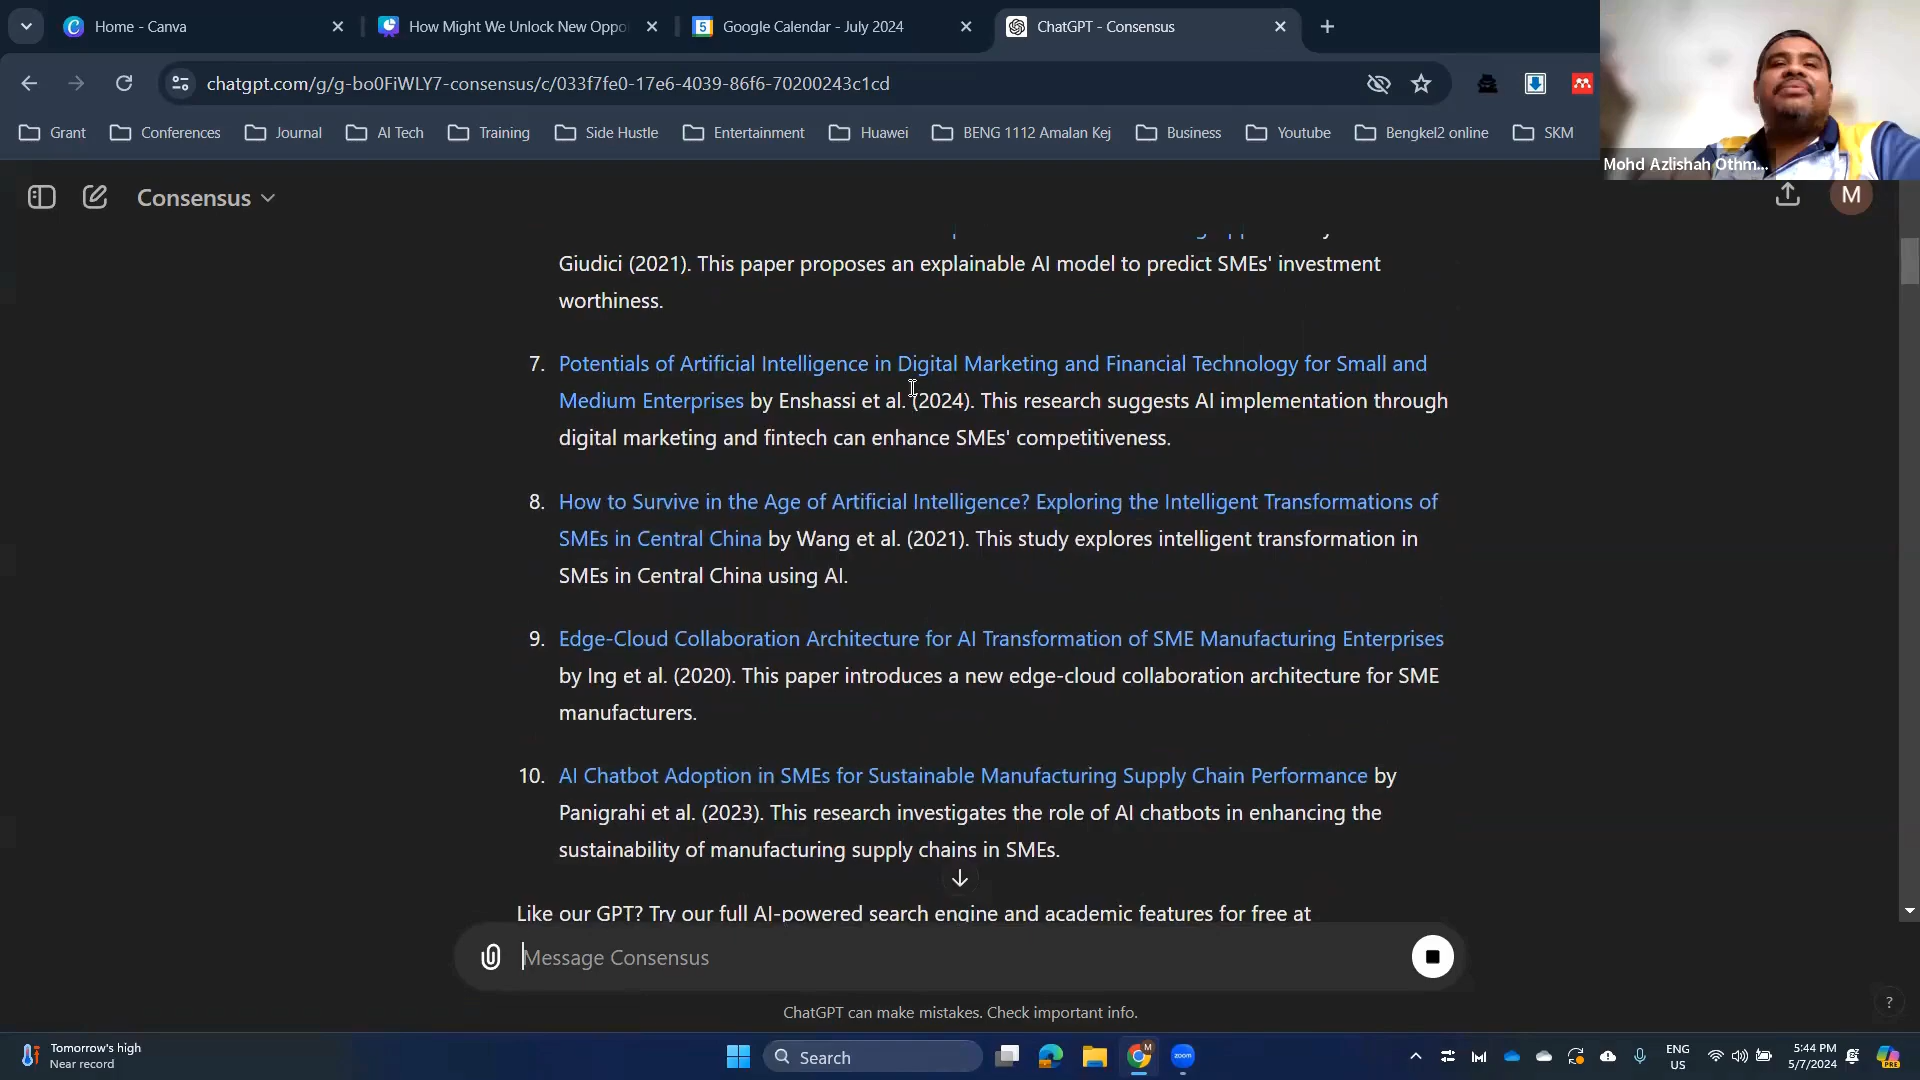 Home - Canva
How Might We Unlock New Oppo
Google Calendar - July 2024
ChatGPT - Consensus
chatgpt.com/g/g-bo0FiWLY7-consensus/c/033f7fe0-17e6-4039-86f6-70200243c1cd
Grant
Conferences
Journal
AI Tech
Training
Side Hustle
Entertainment
Huawei
BENG 1112 Amalan Kej
Business
Youtube
Bengkel2 online
SKM
Mohd Azlishah Othm...
Consensus
M
Giudici (2021). This paper proposes an explainable AI model to predict SMEs' investment
worthiness.
7. Potentials of Artificial Intelligence in Digital Marketing and Financial Technology for Small and
Medium Enterprises by Enshassi et al. (2024). This research suggests AI implementation through
digital marketing and fintech can enhance SMEs' competitiveness.
8. How to Survive in the Age of Artificial Intelligence? Exploring the Intelligent Transformations of
SMEs in Central China by Wang et al. (2021). This study explores intelligent transformation in
SMEs in Central China using AI.
9. Edge-Cloud Collaboration Architecture for AI Transformation of SME Manufacturing Enterprises
by Ing et al. (2020). This paper introduces a new edge-cloud collaboration architecture for SME
manufacturers.
10. AI Chatbot Adoption in SMEs for Sustainable Manufacturing Supply Chain Performance by
Panigrahi et al. (2023). This research investigates the role of AI chatbots in enhancing the
sustainability of manufacturing supply chains in SMEs.
Like our GPT? Try our full AI-powered search engine and academic features for free at
Message Consensus
ChatGPT can make mistakes. Check important info.
?
Tomorrow's high
Near record
Search
zoom
M
ENG
US
5:44 PM
5/7/2024
PRE